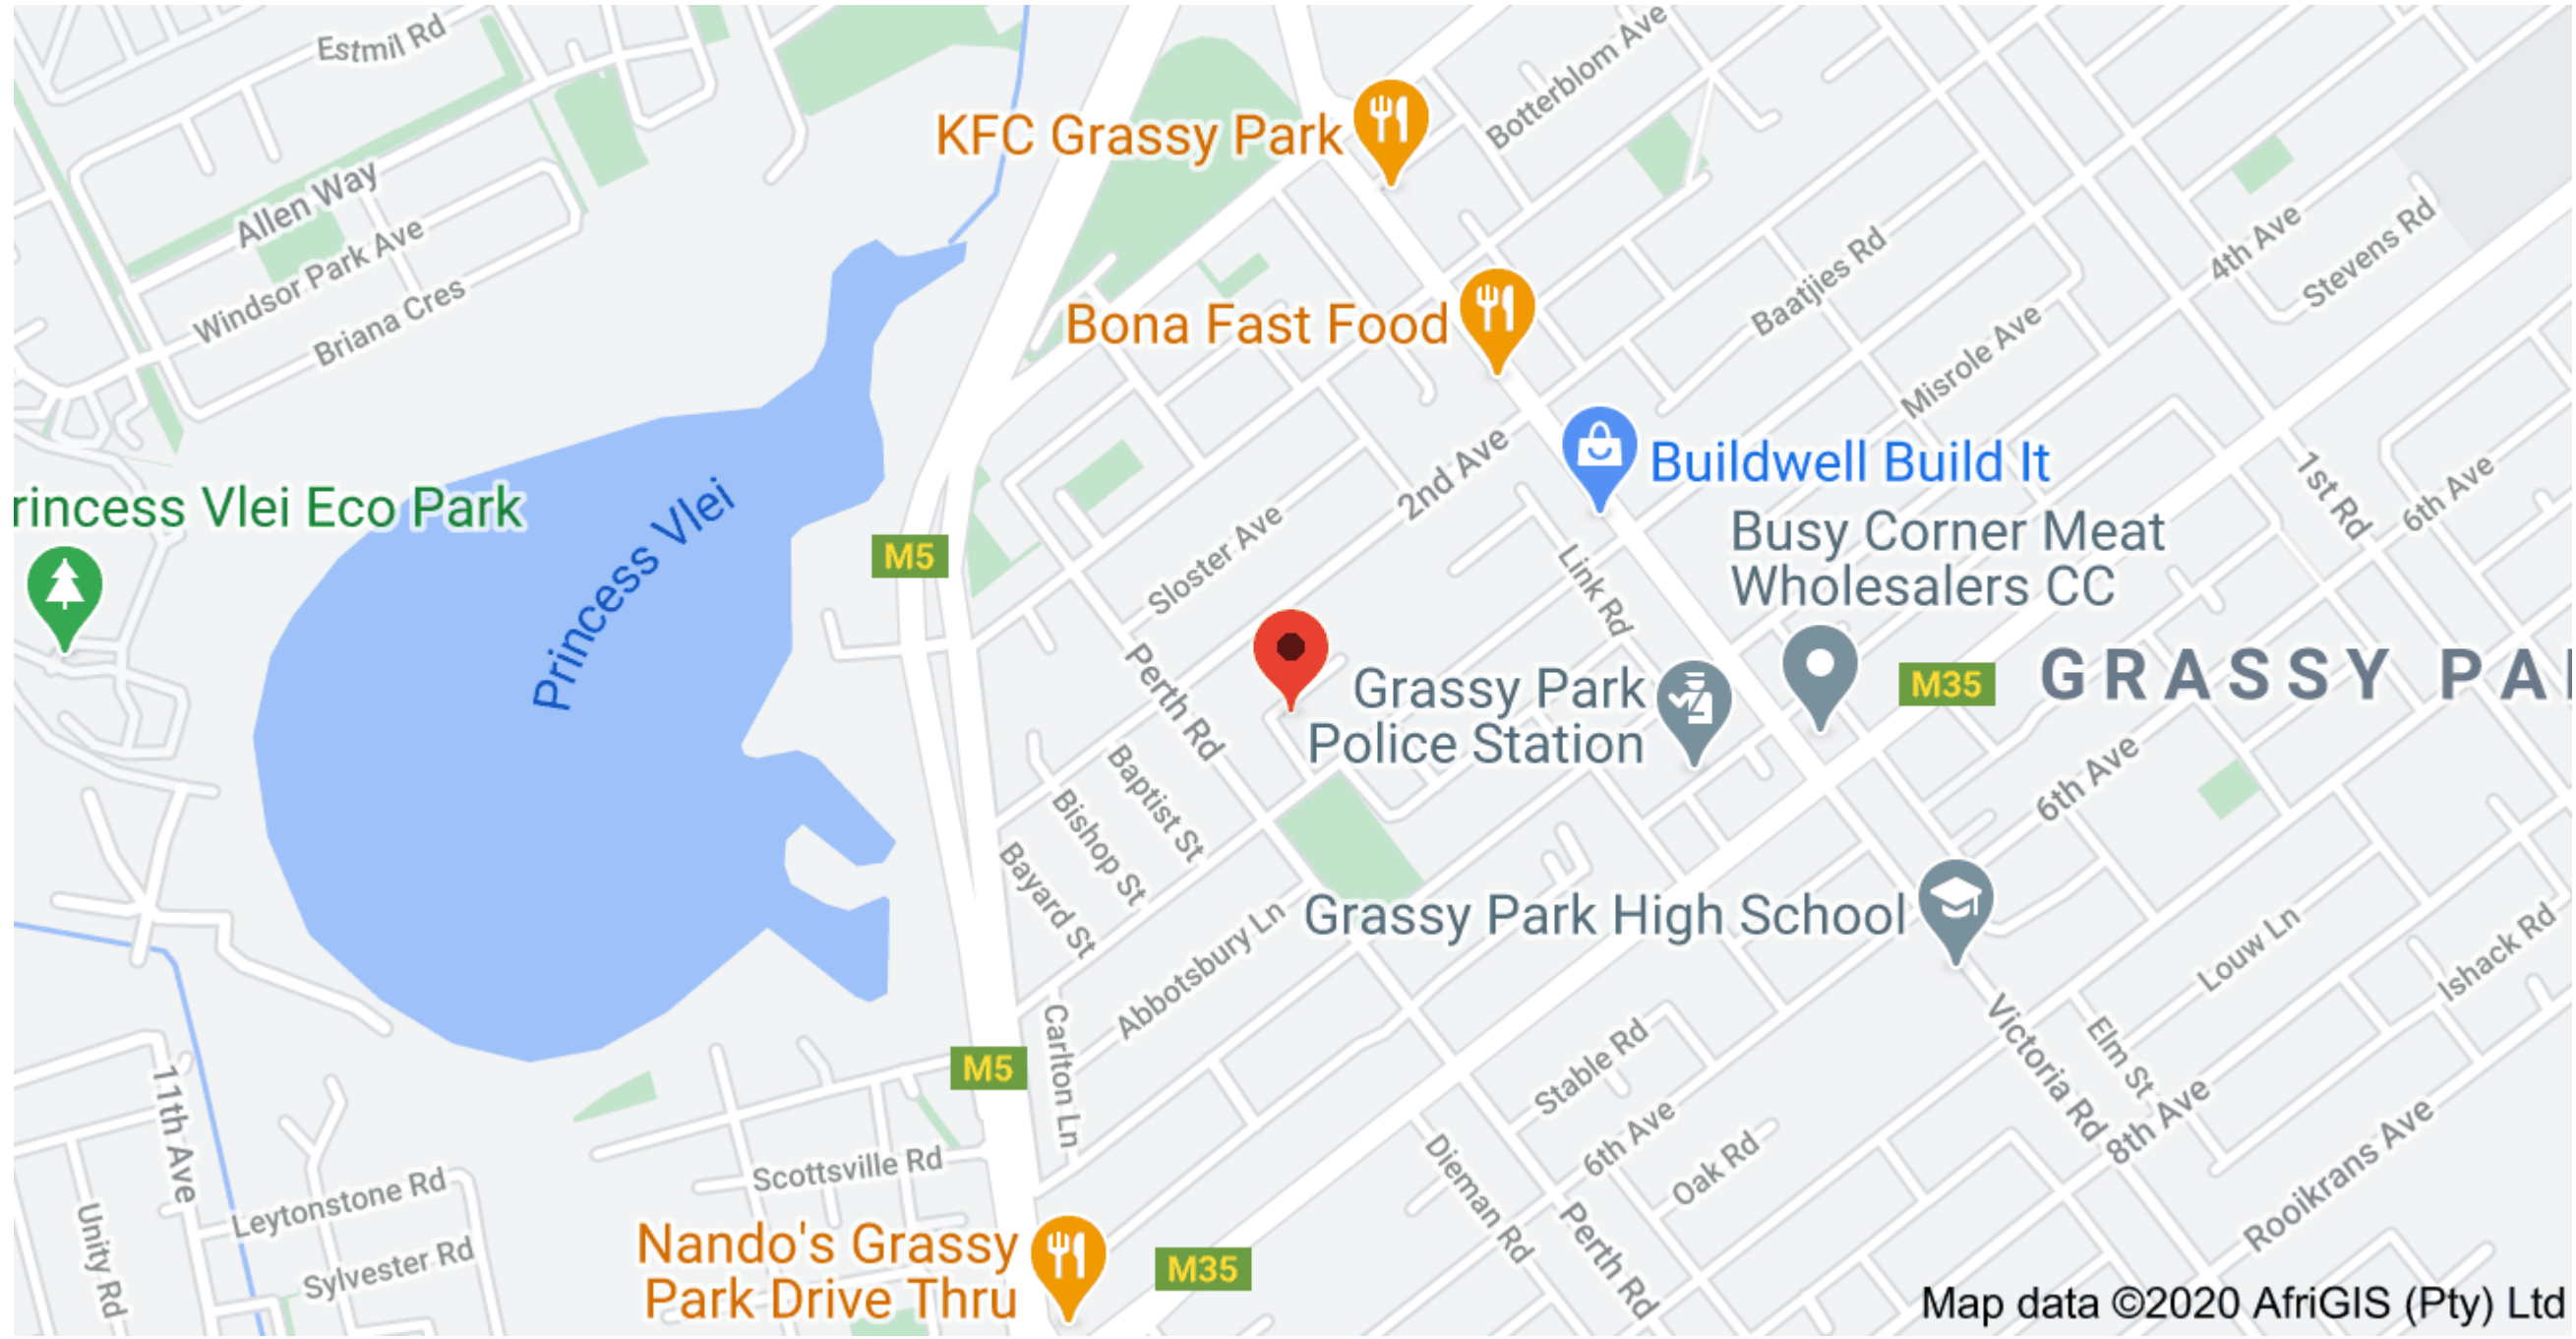 Estmil Rd
Botterblom Ave
KFC Grassy Park
Allen Way
Windsor Park Ave
Briana Cres
4th Ave
Stevens Rd
Baatjies Rd
Bona Fast Food
Misrole Ave
2nd Ave
Buildwell Build It
1st Rd
6th Ave
rincess Vlei Eco Park
Princess Vlei
M5
Sloster Ave
Link Rd
Busy Corner Meat
Wholesalers CC
Perth Rd
Grassy Park
Police Station
M35
GRASSY PA
Baptist St
Bishop St
Bayard St
6th Ave
Grassy Park High School
Abbotsbury Ln
Louw Ln
Ishack Rd
Carlton Ln
M5
Stable Rd
Victoria Rd
Elm St
8th Ave
11th Ave
6th Ave
Oak Rd
Dieman Rd
Perth Rd
Rooikrans Ave
Scottsville Rd
Leytonstone Rd
Unity Rd
Sylvester Rd
Nando's Grassy
Park Drive Thru
M35
Map data ©2020 AfriGIS (Pty) Ltd